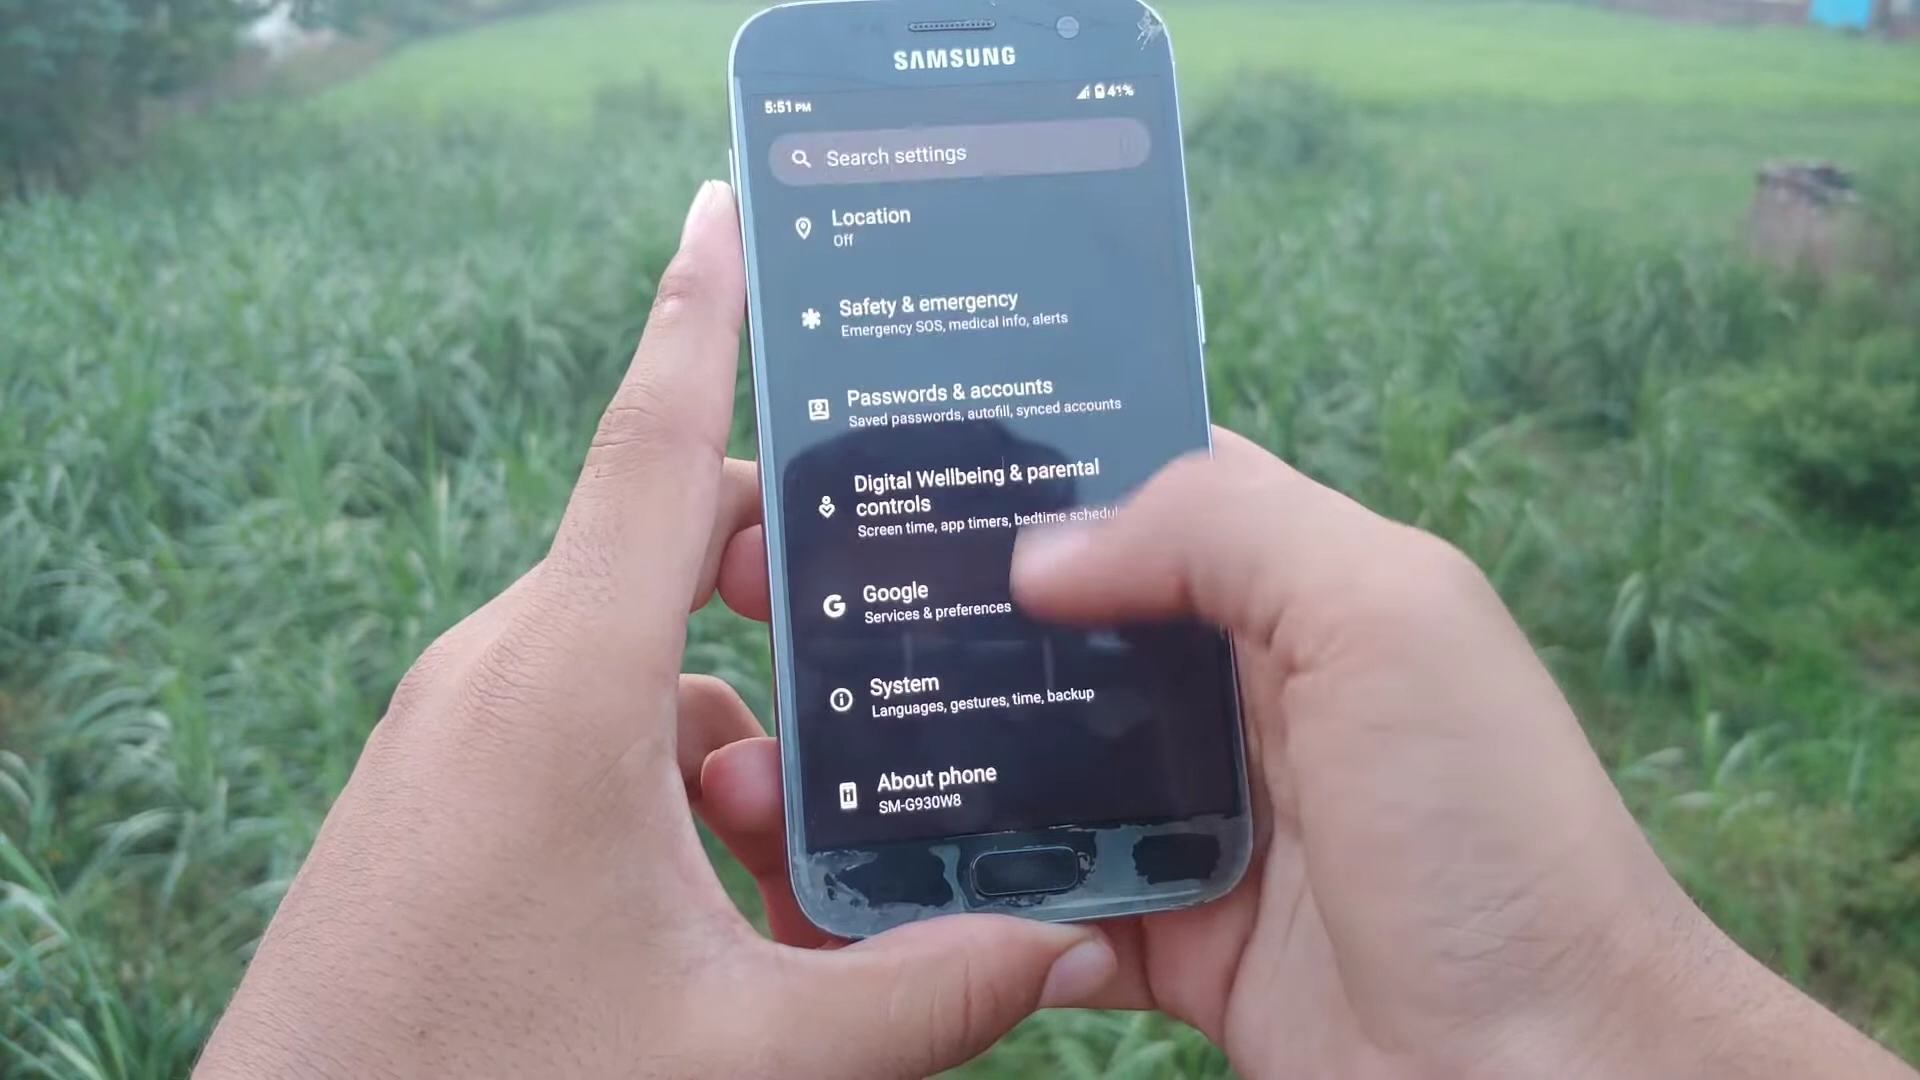 SAMSUNG
5:51 PM 41%
Search settings
Location
Off
Safety & emergency
Emergency SOS, medical info, alerts
Passwords & accounts
Saved passwords, autofill, synced accounts
Digital Wellbeing & parental
controls
Screen time, app timers, bedtime
Google
Services & preferences
System
Languages, gestures, time, backup
About phone
SM-G930W8